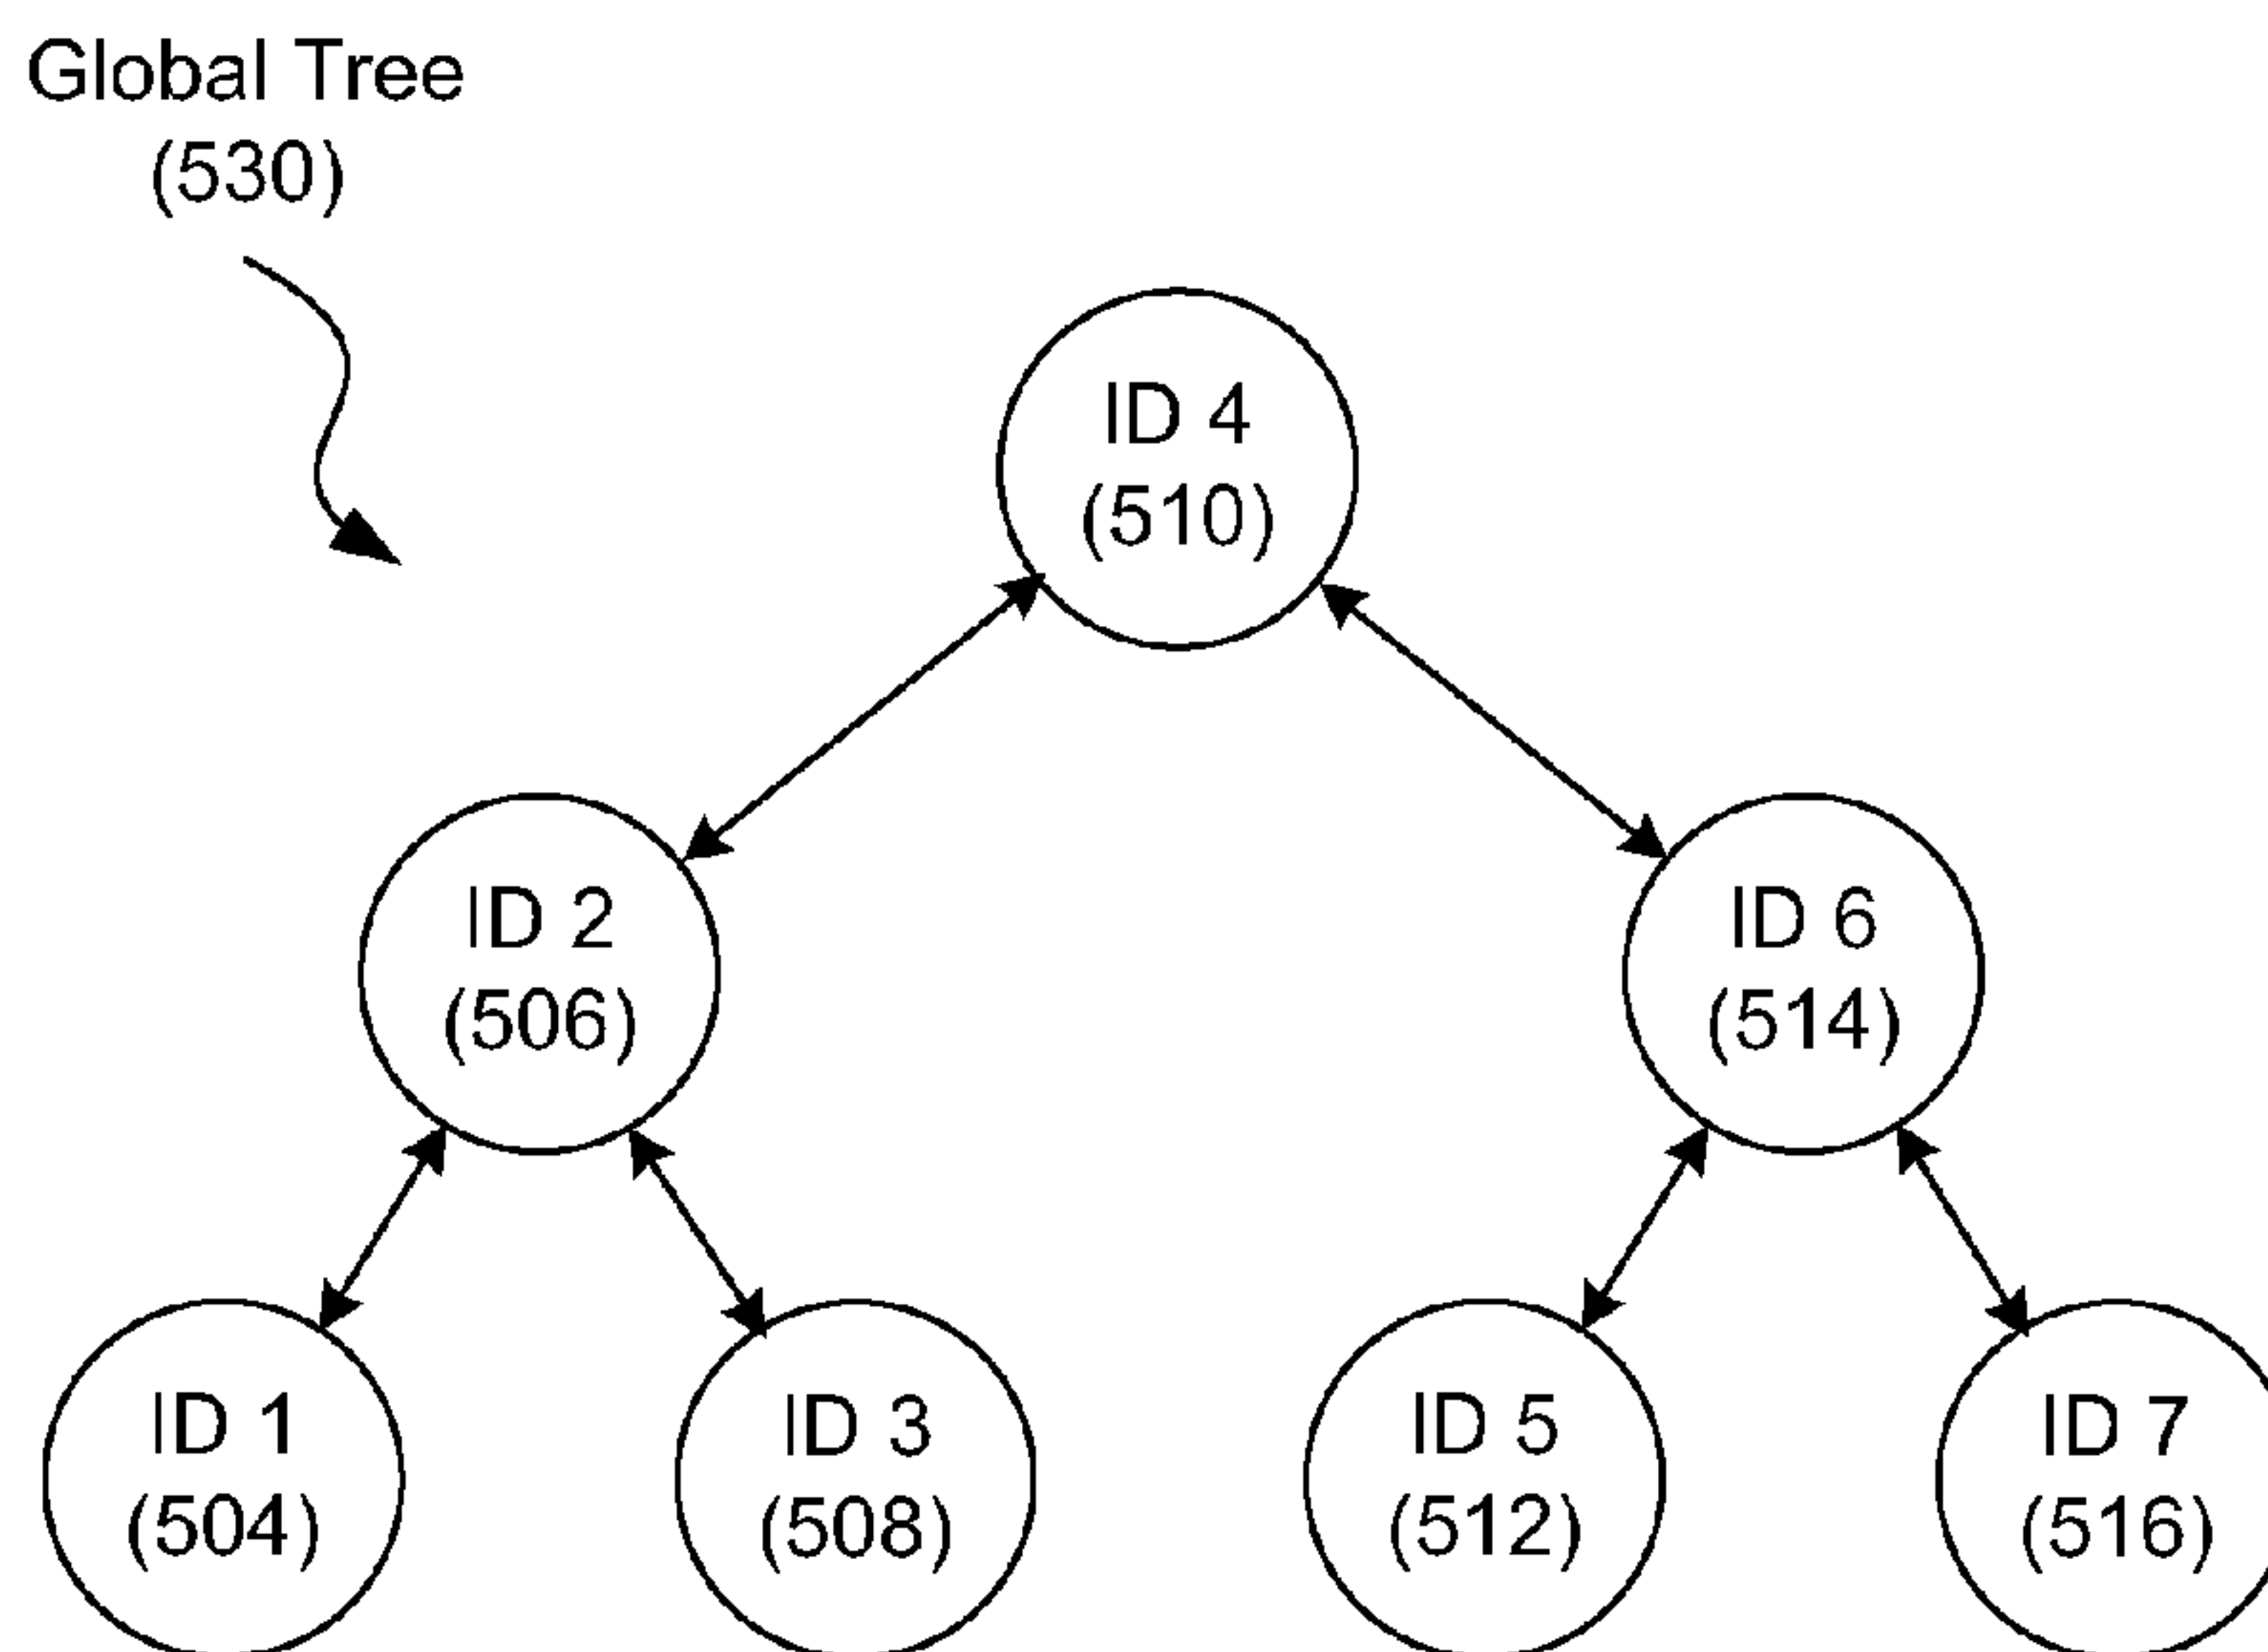 Global Tree
(530)
ID 4
(510)
ID 2
(506)
ID 6
(514)
ID 1
(504)
ID 3
(508)
ID 5
(512)
ID 7
(516)